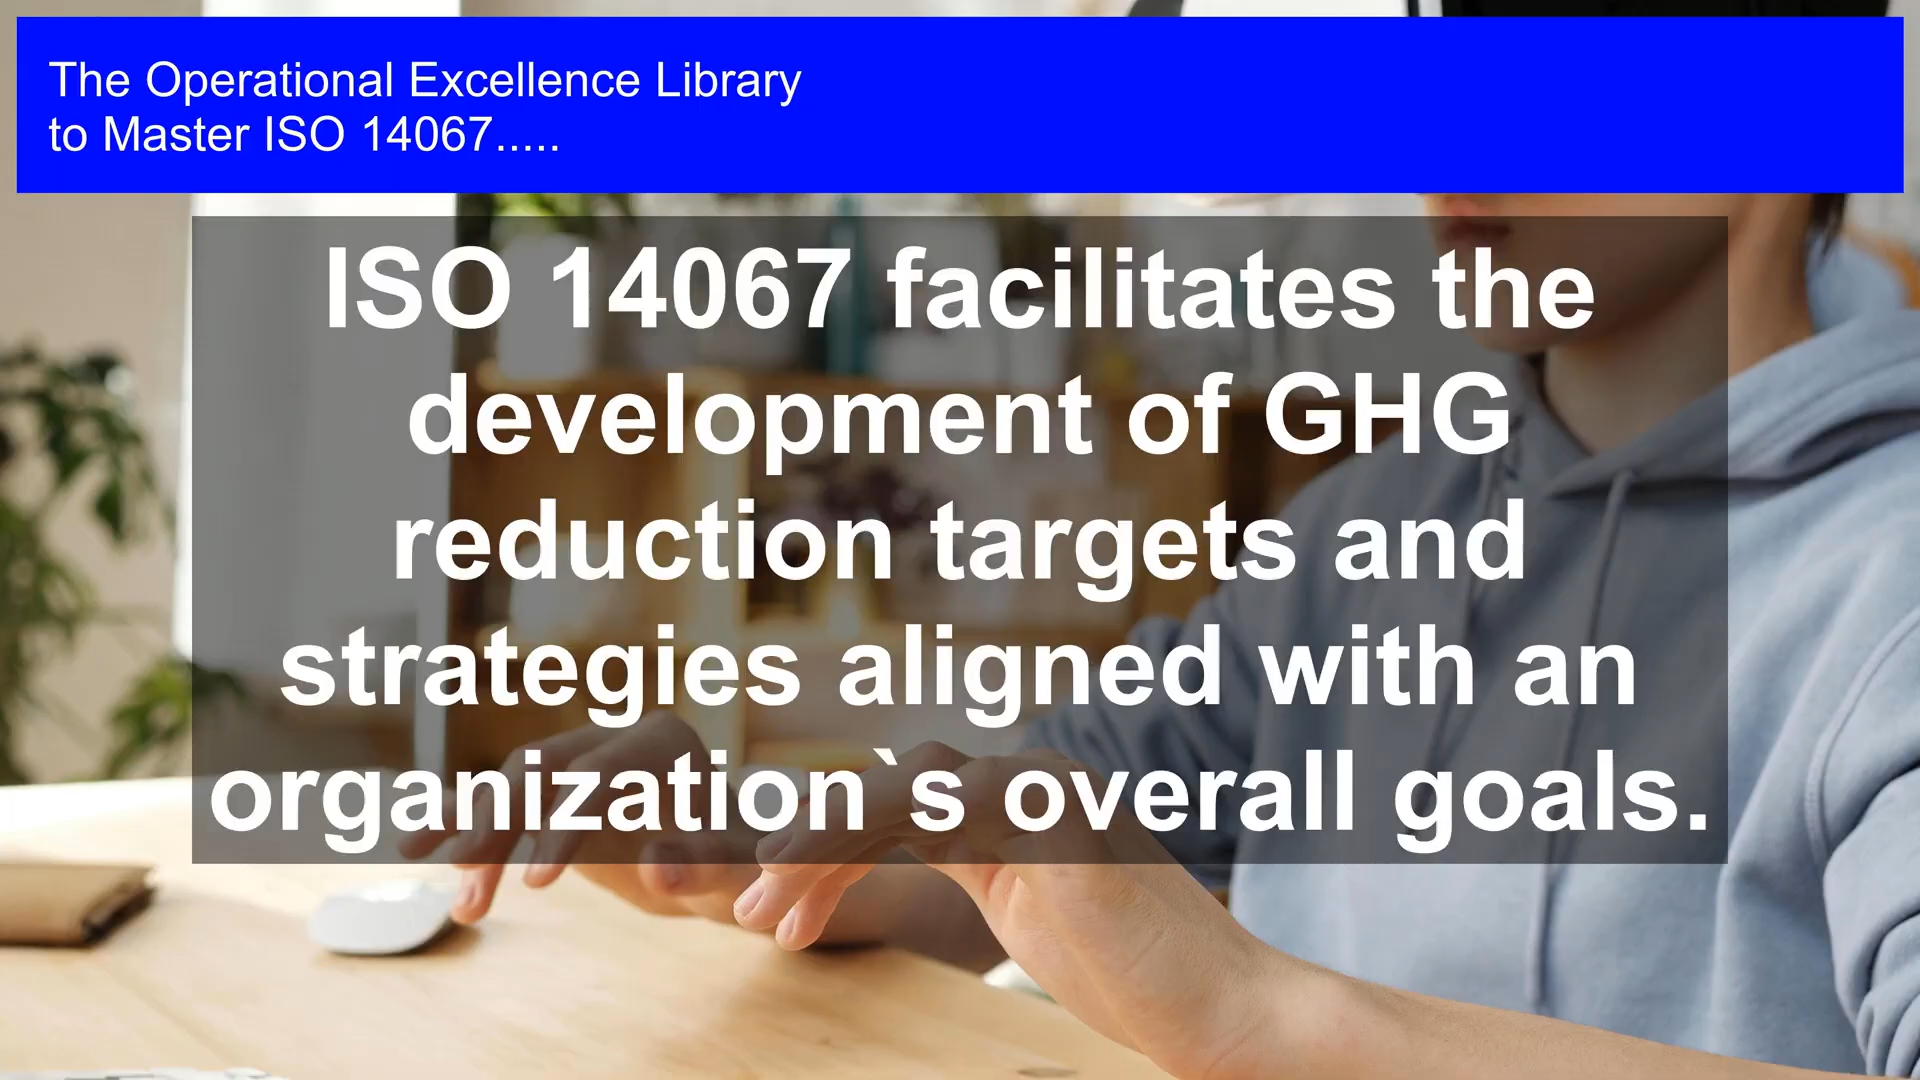 The Operational Excellence Library
to Master ISO 14067.....
ISO 14067 facilitates the
development of GHG
reduction targets and
strategies aligned with an
organization`s overall goals.